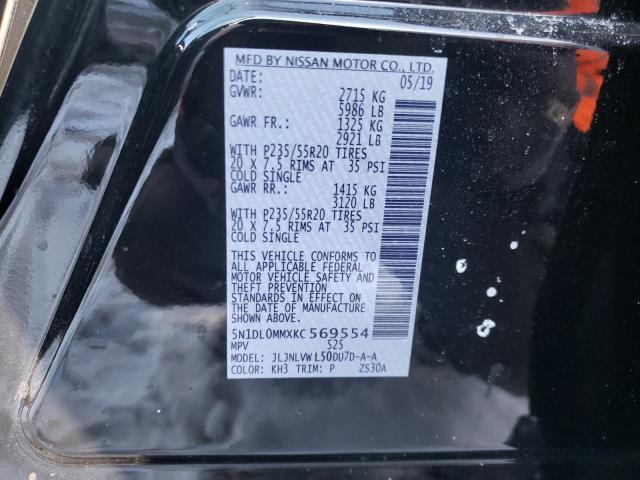 MFD BY NISSAN MOTOR CO., LTD.
DATE: 05/19
GVWR: 2715 KG
5986 LB
GAWR FR.: 1325 KG
2921 LB
WITH P235/55R20 TIRES
20 X 7.5 RIMS AT 35 PSI
COLD SINGLE
GAWR RR.: 1415 KG
3120 LB
WITH P235/55R20 TIRES
20 X 7.5 RIMS AT 35 PSI
COLD SINGLE
THIS VEHICLE CONFORMS TO
ALL APPLICABLE FEDERAL
MOTOR VEHICLE SAFETY AND
THEFT PREVENTION
STANDARDS IN EFFECT ON
THE DATE OF MANUFACTURE
SHOWN ABOVE.
5N1DL0MMXKC 569554
MPV 525
MODEL: JLJNLVW L50DU7D-A-A
COLOR: KH3 TRIM: P ZS30A